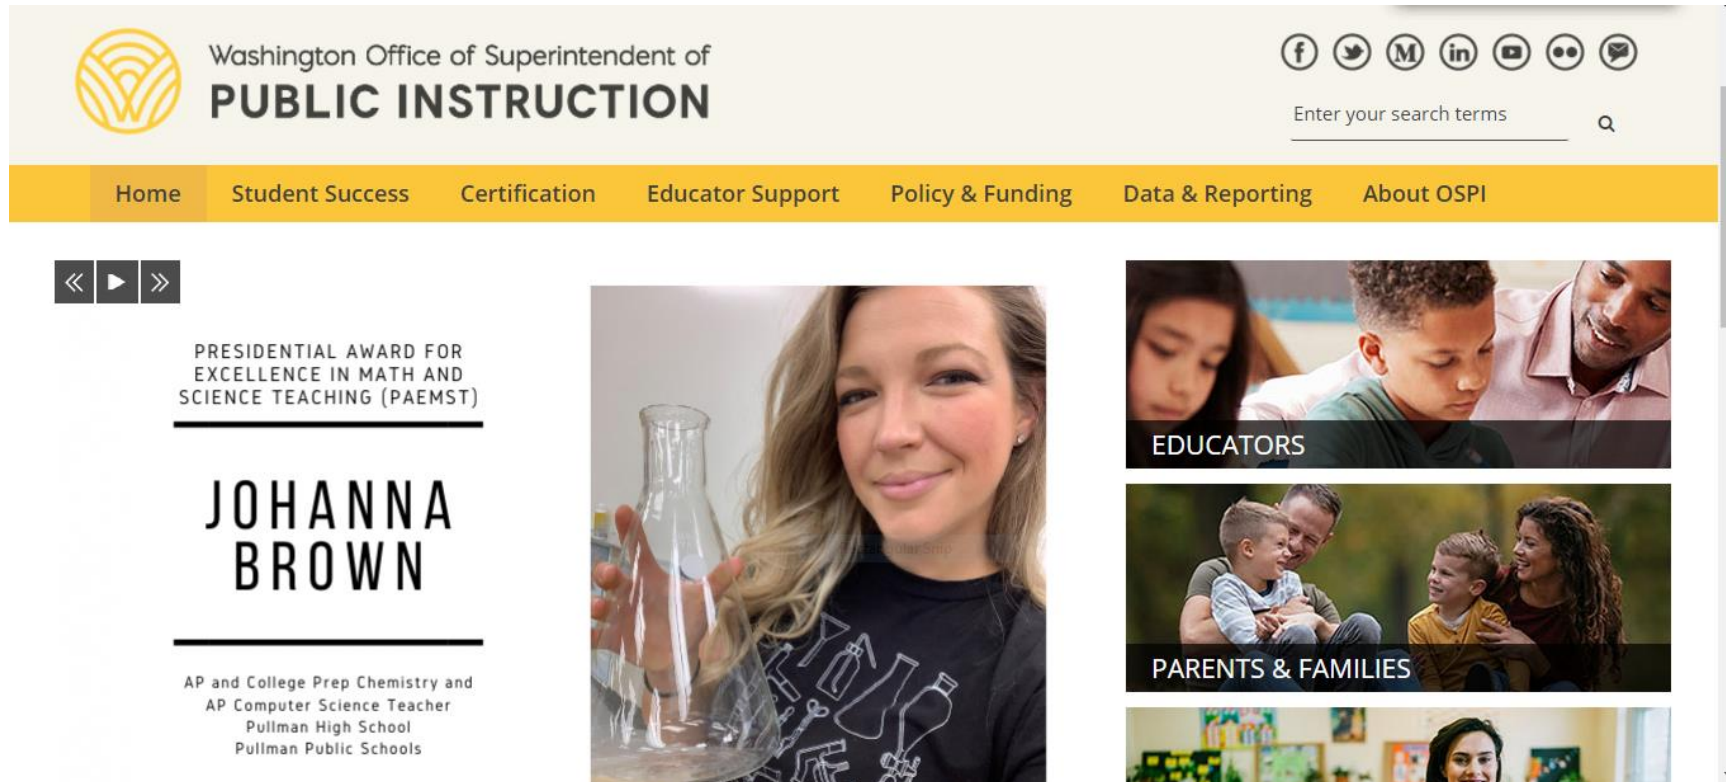 Washington Office of Superintendent of
PUBLIC INSTRUCTION
Enter your search terms
Home Student Success Certification Educator Support Policy & Funding Data & Reporting About OSPI
PRESIDENTIAL AWARD FOR
EXCELLENCE IN MATH AND
SCIENCE TEACHING (PAEMST)
JOHANNA
BROWN
AP and College Prep Chemistry and
AP Computer Science Teacher
Pullman High School
Pullman Public Schools
EDUCATORS
PARENTS & FAMILIES